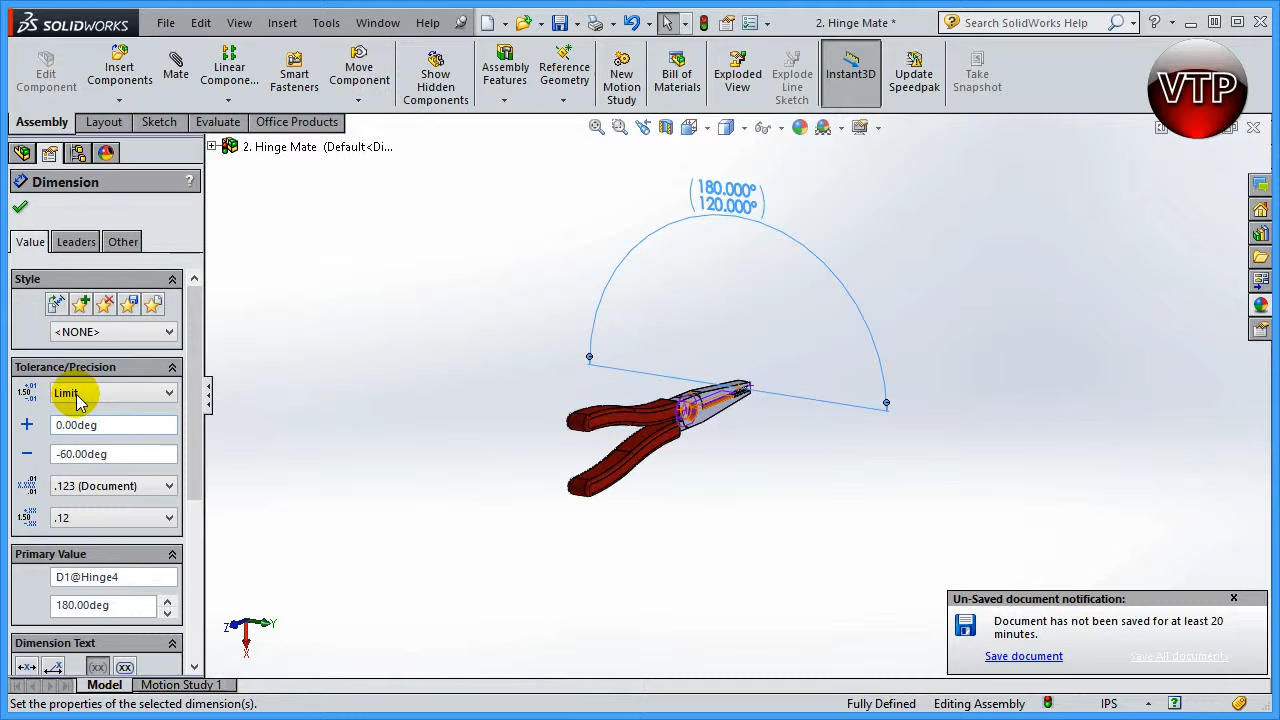 SOLIDWORKS
File
Edit
View
Insert
Tools
Window
Help
2. Hinge Mate *
Search SolidWorks Help
Edit
Component
Insert
Components
Mate
Linear
Compone...
Smart
Fasteners
Move
Component
Show
Hidden
Components
Assembly
Features
Reference
Geometry
New
Motion
Study
Bill of
Materials
Exploded
View
Explode
Line
Sketch
Instant3D
Update
Speedpak
Take
Snapshot
VTP
Assembly
Layout
Sketch
Evaluate
Office Products
2. Hinge Mate (Default<Di...
Dimension
?
Value
Leaders
Other
Style
<NONE>
Tolerance/Precision
Limit
0.00deg
-60.00deg
.123 (Document)
.12
Primary Value
D1@Hinge4
180.00deg
Dimension Text
(xx)
(xx)
180.000°
120.000°
Z
Y
X
Un-Saved document notification:
x
Document has not been saved for at least 20
minutes.
Save document
Save All documents
Model
Motion Study 1
Set the properties of the selected dimension(s).
Fully Defined
Editing Assembly
IPS